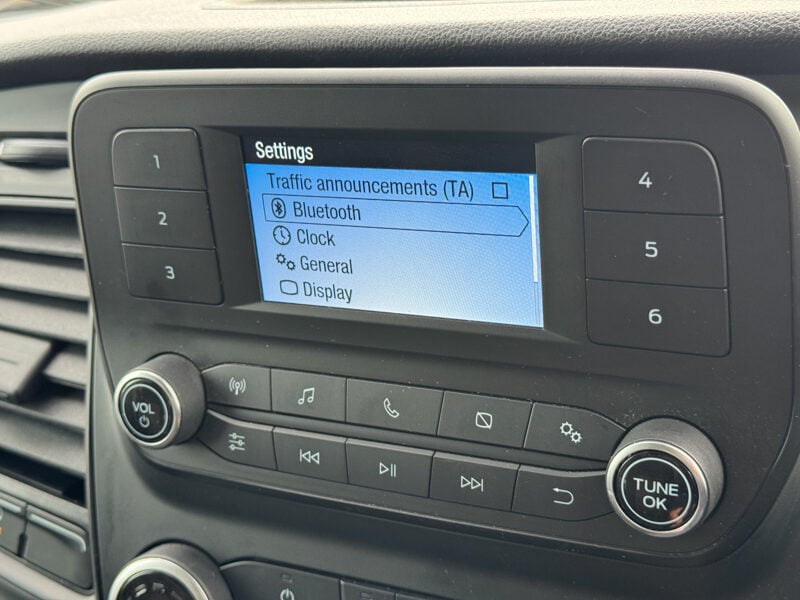 Settings
Traffic announcements (TA)
Bluetooth
Clock
General
Display
1
2
3
4
5
6
VOL
TUNE
OK